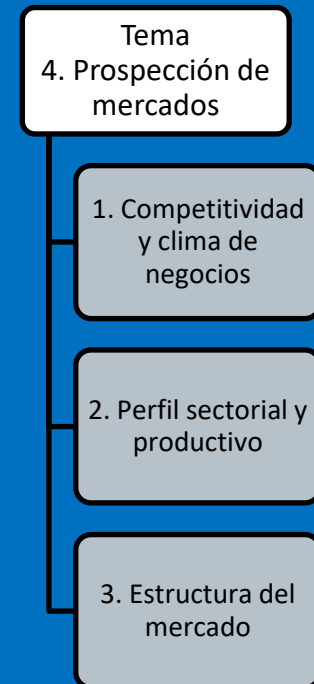 Tema
4. Prospección de
mercados
1. Competitividad
y clima de
negocios
2. Perfil sectorial y
productivo
3. Estructura del
mercado